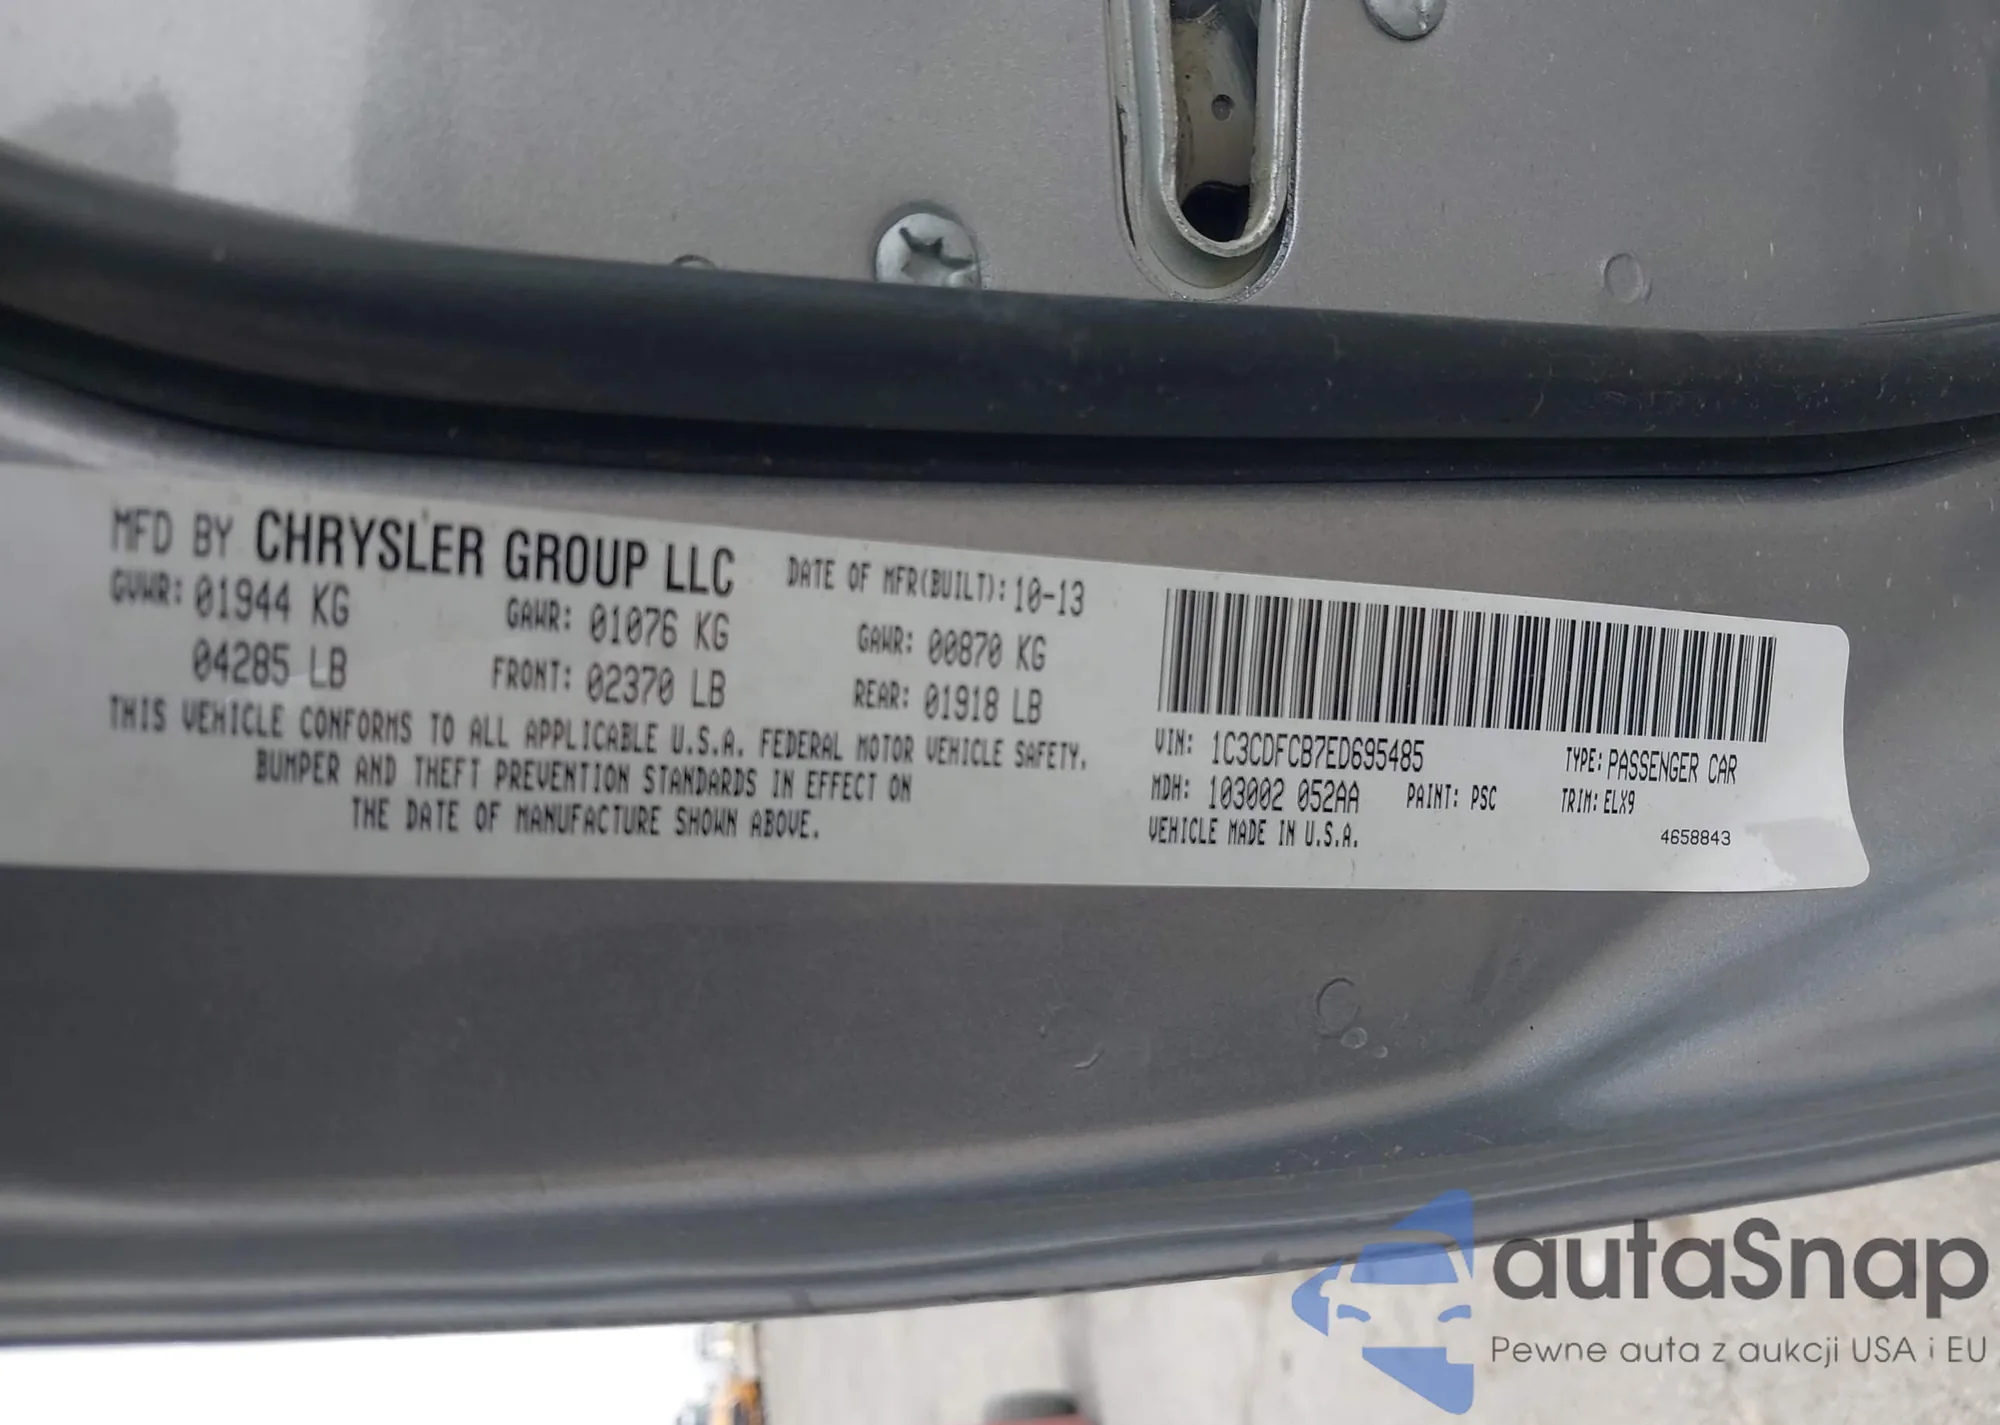 MFD BY CHRYSLER GROUP LLC DATE OF MFR(BUILT): 10-13
GVWR: 01944 KG GAWR: 01076 KG GAWR: 00870 KG
04285 LB FRONT: 02370 LB REAR: 01918 LB
THIS VEHICLE CONFORMS TO ALL APPLICABLE U.S.A. FEDERAL MOTOR VEHICLE SAFETY,
BUMPER AND THEFT PREVENTION STANDARDS IN EFFECT ON
THE DATE OF MANUFACTURE SHOWN ABOVE.
VIN: 1C3CDFCB7ED695485 TYPE: PASSENGER CAR
MDH: 103002 052AA PAINT: PSC TRIM: ELX9
VEHICLE MADE IN U.S.A. 4658843
autaSnap
Pewne auta z aukcji USA i EU